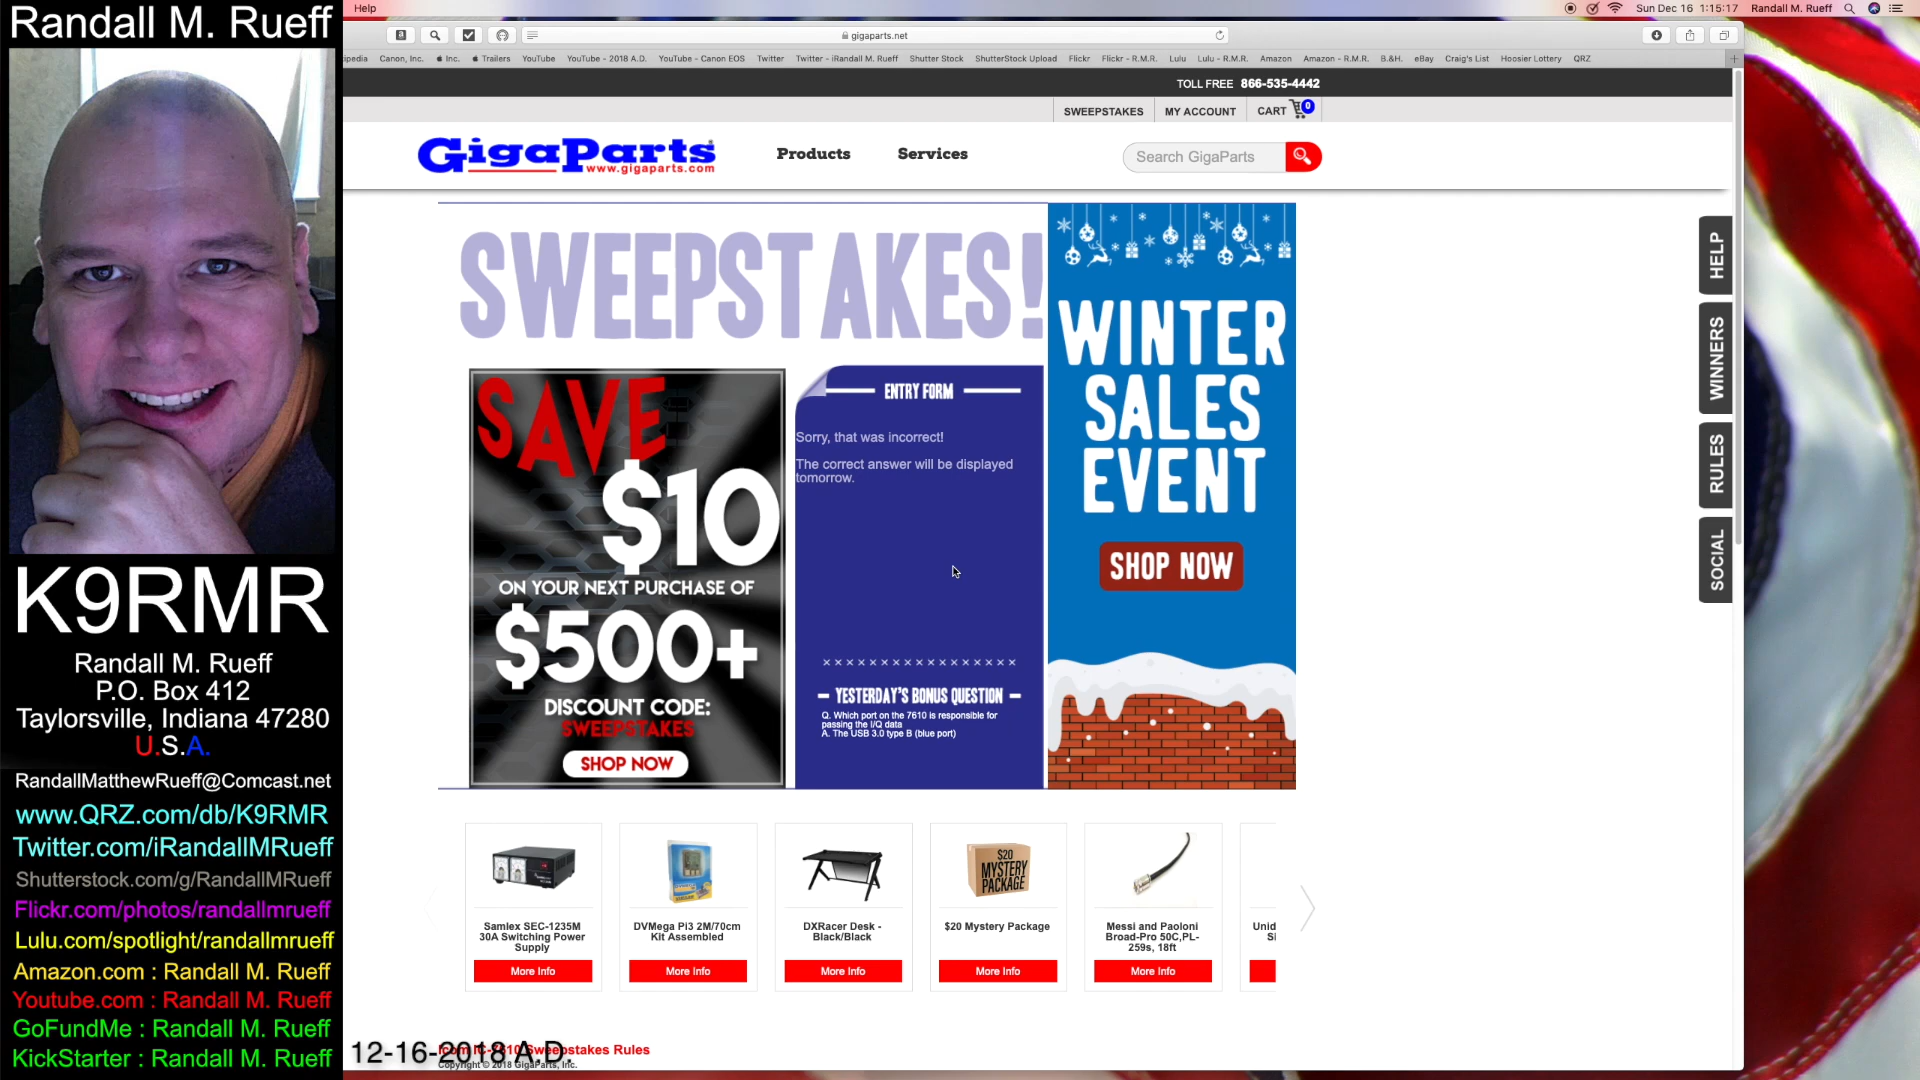 Randall M. Rueff
K9RMR
Randall M. Rueff
P.O. Box 412
Taylorsville, Indiana 47280
U.S.A.
RandallMatthewRueff@Comcast.net
www.QRZ.com/db/K9RMR
Twitter.com/iRandallMRueff
Shutterstock.com/g/RandallMRueff
Flickr.com/photos/randallmrueff
Lulu.com/spotlight/randallmrueff
Amazon.com : Randall M. Rueff
Youtube.com : Randall M. Rueff
GoFundMe : Randall M. Rueff
KickStarter : Randall M. Rueff
Help
Sun Dec 16 1:15:17 Randall M. Rueff
gigaparts.net
ipedia Canon, Inc. Inc. Trailers YouTube YouTube - 2018 A.D. YouTube - Canon EOS Twitter Twitter - iRandall M. Rueff Shutter Stock ShutterStock Upload Flickr Flickr - R.M.R. Lulu Lulu - R.M.R. Amazon Amazon - R.M.R. B.&H. eBay Craig's List Hoosier Lottery QRZ
TOLL FREE 866-535-4442
SWEEPSTAKES MY ACCOUNT CART 0
GigaParts
www.gigaparts.com
Products Services
Search GigaParts
SWEEPSTAKES!
SAVE
$10
ON YOUR NEXT PURCHASE OF
$500+
DISCOUNT CODE:
SWEEPSTAKES
SHOP NOW
ENTRY FORM
Sorry, that was incorrect!
The correct answer will be displayed
tomorrow.
××××××××××××××××××
YESTERDAY'S BONUS QUESTION
Q. Which port on the 7610 is responsible for
passing the I/Q data
A. The USB 3.0 type B (blue port)
WINTER
SALES
EVENT
SHOP NOW
HELP
WINNERS
RULES
SOCIAL
Samlex SEC-1235M
30A Switching Power
Supply
More Info
DVMega Pi3 2M/70cm
Kit Assembled
More Info
DXRacer Desk -
Black/Black
More Info
$20
MYSTERY
PACKAGE
$20 Mystery Package
More Info
Messi and Paoloni
Broad-Pro 50C,PL-
259s, 18ft
More Info
Unid
Si
12-16-2018 A.D.
Icom IC-7610 Sweepstakes Rules
Copyright © 2018 GigaParts, Inc.